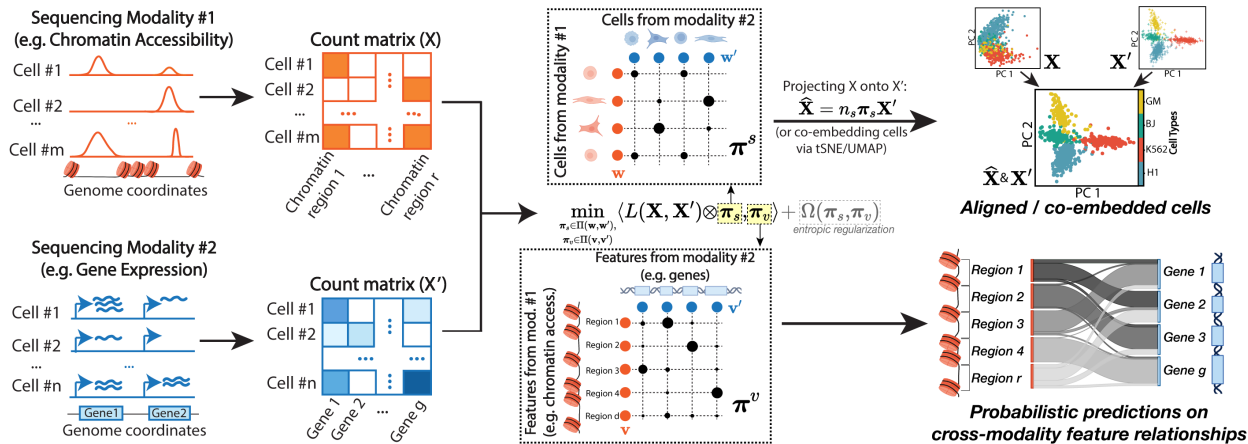 Sequencing Modality #1
(e.g. Chromatin Accessibility)
Cell #1
Cell #2
...
...
Cell #m
Genome coordinates
Count matrix (X)
Cell #1
Cell #2
...
Cell #m
Chromatin region 1
...
Chromatin region r
Sequencing Modality #2
(e.g. Gene Expression)
Cell #1
Cell #2
...
...
Cell #n
Gene1
Gene2
Genome coordinates
Count matrix (X’)
Cell #1
Cell #2
...
Cell #n
Gene 1
Gene 2
...
Gene g
Cells from modality #2
Cells from modality #1
w′
w
π^s
min ⟨L(X, X′)⊗π_s, π_v⟩ + Ω(π_s, π_v)
π_s∈Π(w,w′),
π_v∈Π(v,v′)
entropic regularization
Features from modality #2
(e.g. genes)
Features from mod. #1
(e.g. chromatin access.)
v′
Region 1
Region 2
Region 3
Region 4
Region d
v
π^v
Projecting X onto X’:
X̂ = n_s π_s X′
(or co-embedding cells
via tSNE/UMAP)
PC 2
PC 1
X
X′
PC 2
PC 1
PC 2
PC 1
X̂ & X′
GM
BJ
K562
H1
Cell Types
Aligned / co-embedded cells
Region 1
Region 2
Region 3
Region 4
Region r
Gene 1
Gene 2
Gene 3
Gene g
Probabilistic predictions on
cross-modality feature relationships